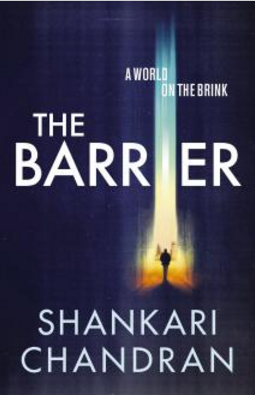 A WORLD
ON THE BRINK
THE
BARRIER
SHANKARI
CHANDRAN